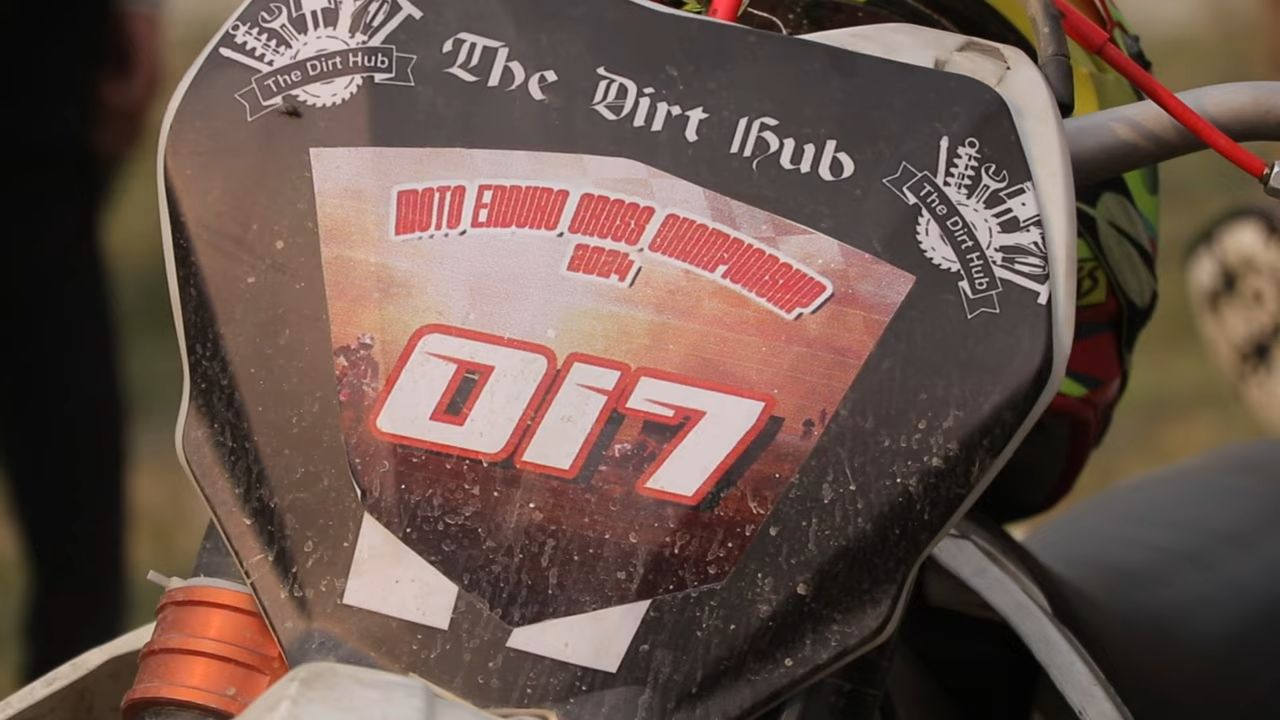 The Dirt Hub
The Dirt Hub
The Dirt Hub
MOTO ENDURO CROSS CHAMPIONSHIP
2024
017